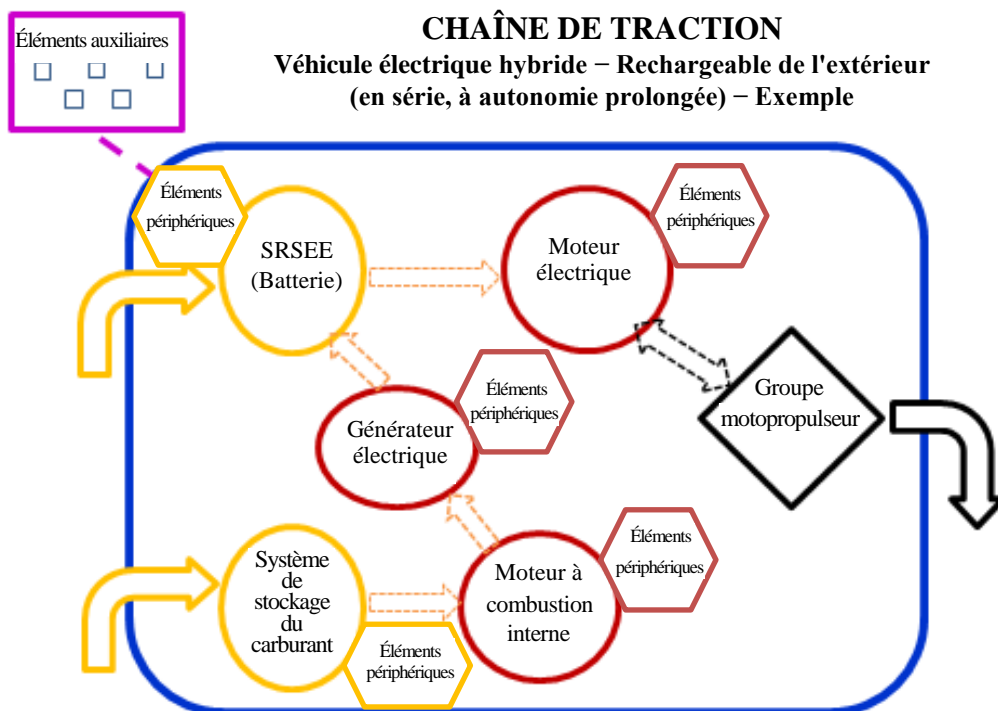 Éléments auxiliaires
CHAÎNE DE TRACTION
Véhicule électrique hybride − Rechargeable de l'extérieur
(en série, à autonomie prolongée) − Exemple
Éléments
périphériques
SRSEE
(Batterie)
Moteur
électrique
Éléments
périphériques
Générateur
électrique
Éléments
périphériques
Groupe
motopropulseur
Système
de
stockage
du
carburant
Éléments
périphériques
Moteur à
combustion
interne
Éléments
périphériques